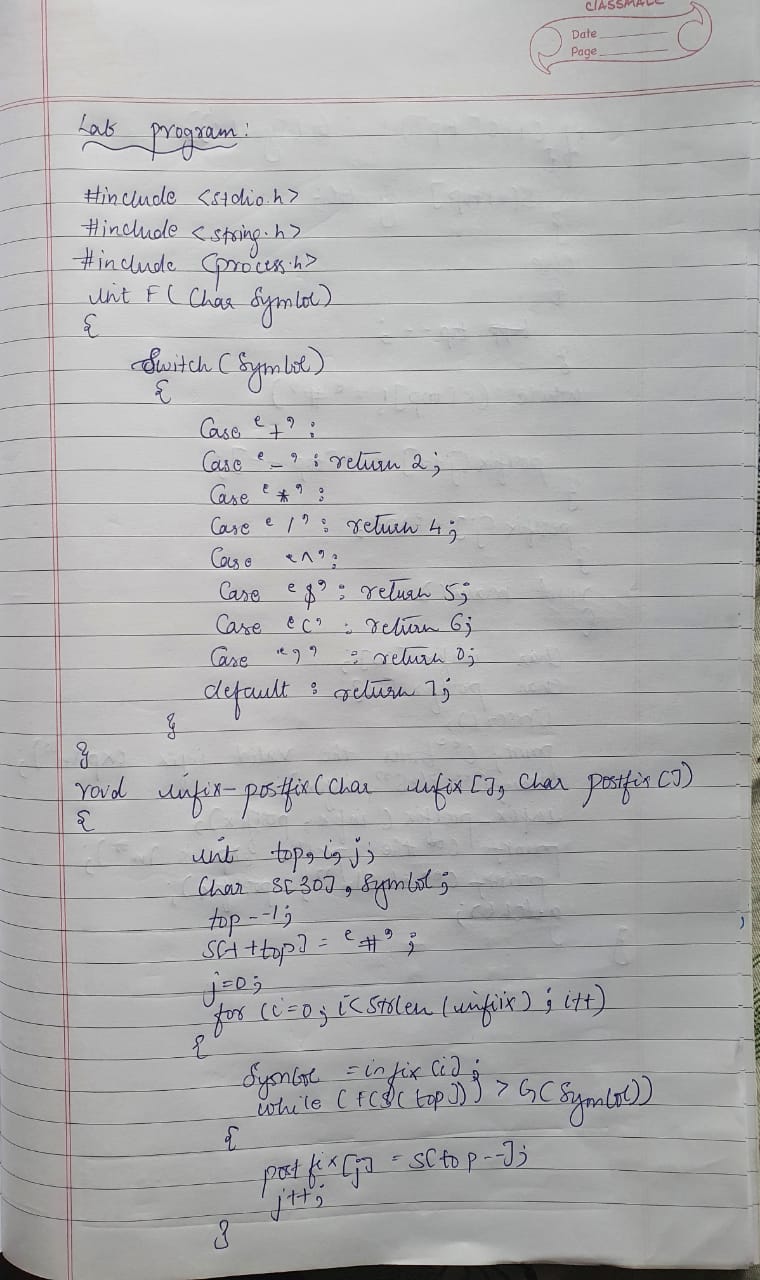 classmate
Date
Page
Lab program:
#include <stdio.h>
#include <string.h>
#include <process.h>
int F( Char Symbol)
{
Switch ( Symbol)
{
Case '+' :
Case '-' : return 2;
Case '*' :
Case '/' : return 4;
Case '^' :
Case '$' : return 5;
Case '(' : return 6;
Case ')' : return 0;
default : return 7;
}
}
void infix-postfix (Char infix [], Char postfix [])
{
int top, i, j;
Char S[30], Symbol;
top --1;
S[++top] = '#' ;
j=0;
for (i=0; i< Strlen (infix) ; i++)
{
Symbol = infix [i];
while (F(S[top])) > G(Symbol))
{
postfix [j] = S[top--];
j++;
}